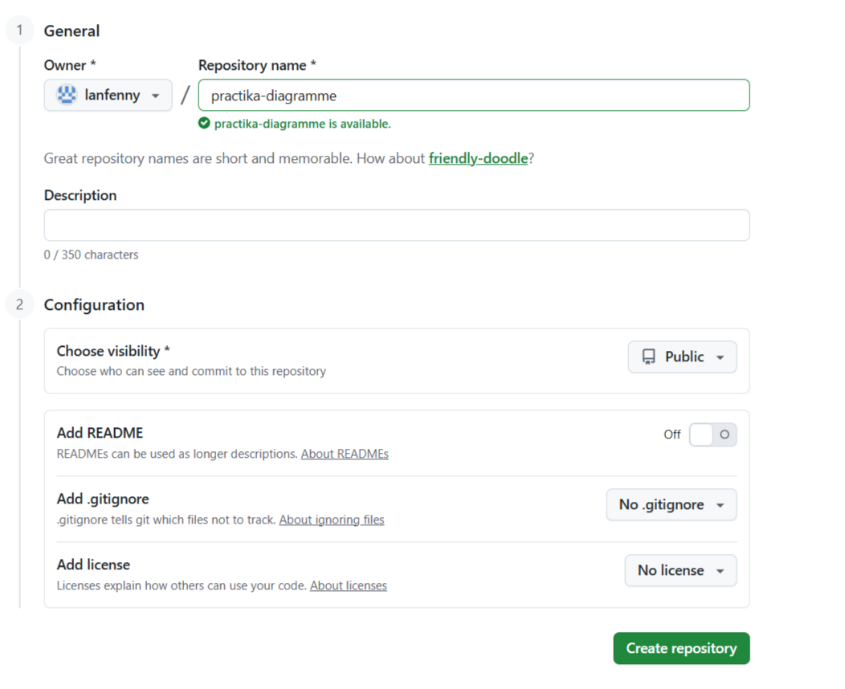 1 General
Owner * Repository name *
lanfenny / practika-diagramme
practika-diagramme is available.
Great repository names are short and memorable. How about friendly-doodle?
Description
0 / 350 characters
2 Configuration
Choose visibility *
Public
Choose who can see and commit to this repository
Add README
Off
READMEs can be used as longer descriptions. About READMEs
Add .gitignore
No .gitignore
.gitignore tells git which files not to track. About ignoring files
Add license
No license
Licenses explain how others can use your code. About licenses
Create repository